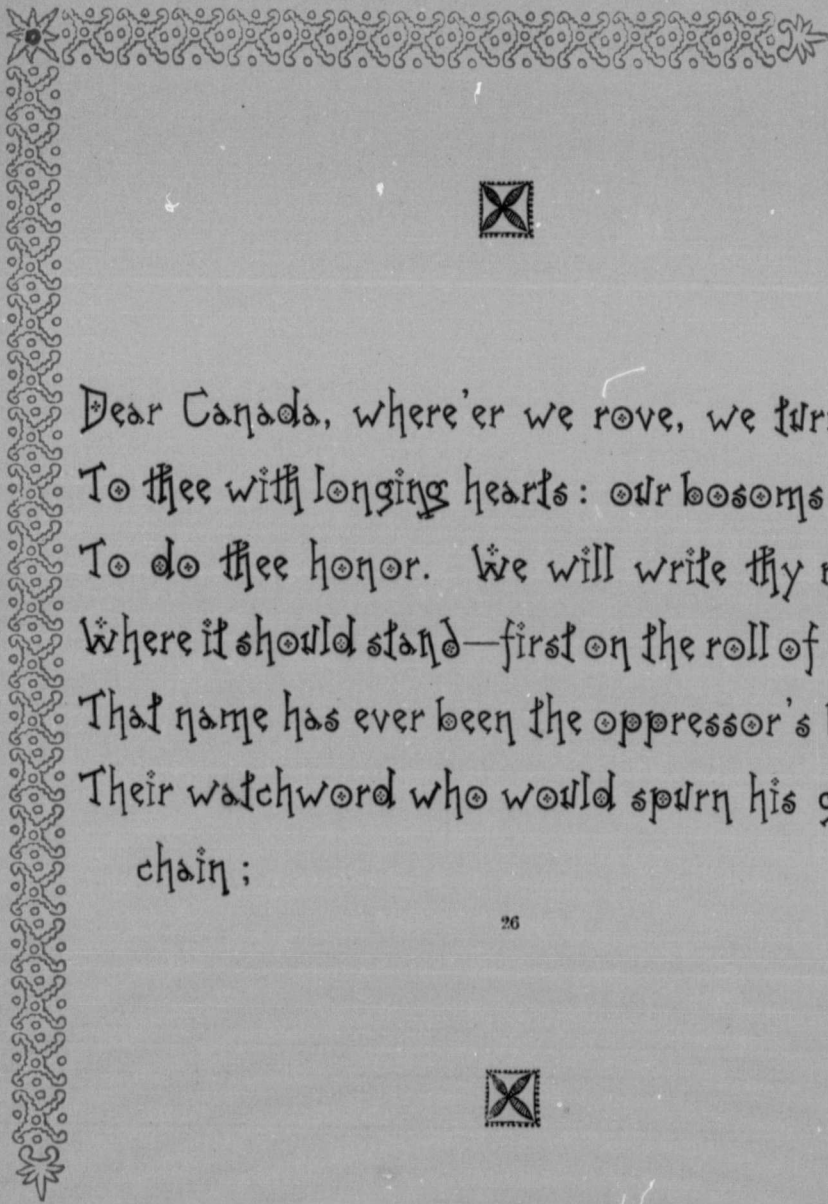 Dear Canada, where'er we rove, we
To thee with longing hearts: our bosoms
To do thee honor. We will write thy
Where it should stand—first on the roll of
That name has ever been the oppressor's
Their watchword who would spurn his
chain;
26